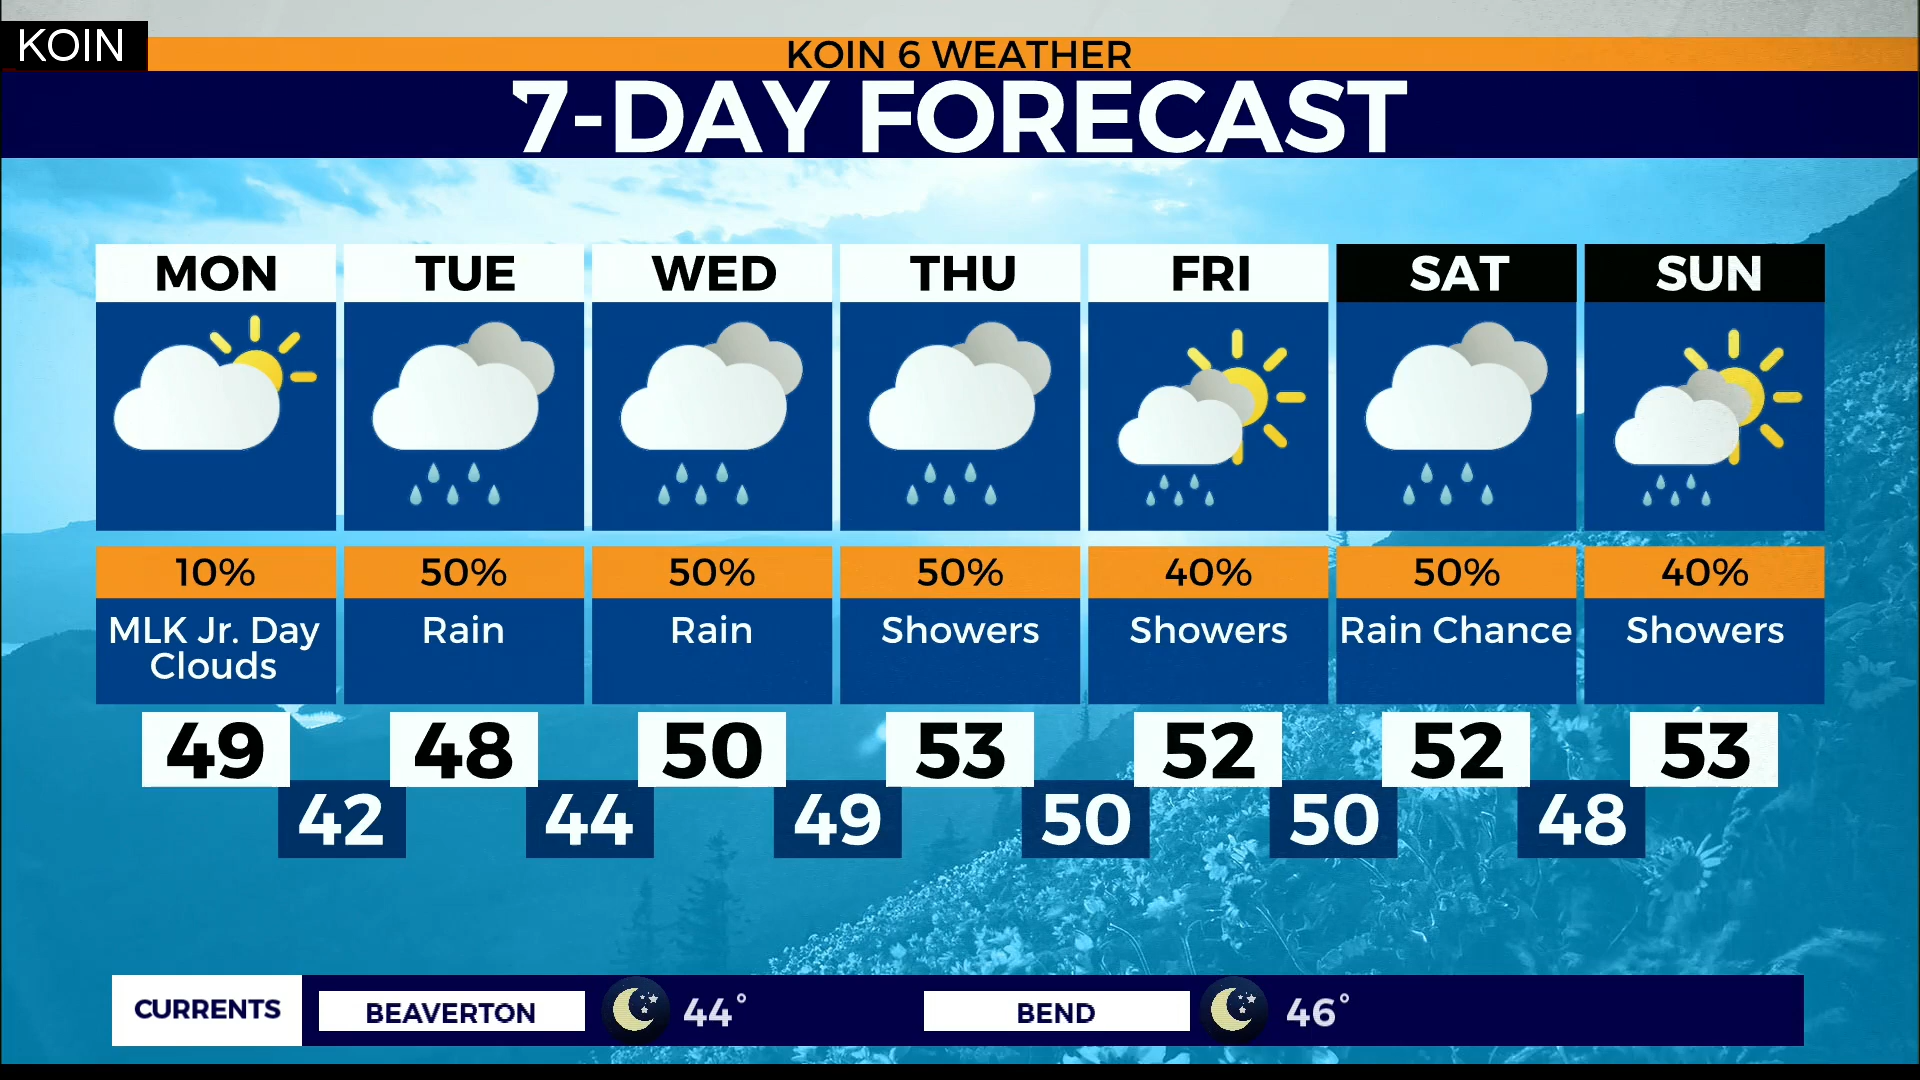 KOIN
KOIN 6 WEATHER
7-DAY FORECAST
MON TUE WED THU FRI SAT SUN
10% 50% 50% 50% 40% 50% 40%
MLK Jr. Day Rain Rain Showers Showers Rain Chance Showers
Clouds
49 48 50 53 52 52 53
42 44 49 50 50 48
CURRENTS BEAVERTON 44° BEND 46°